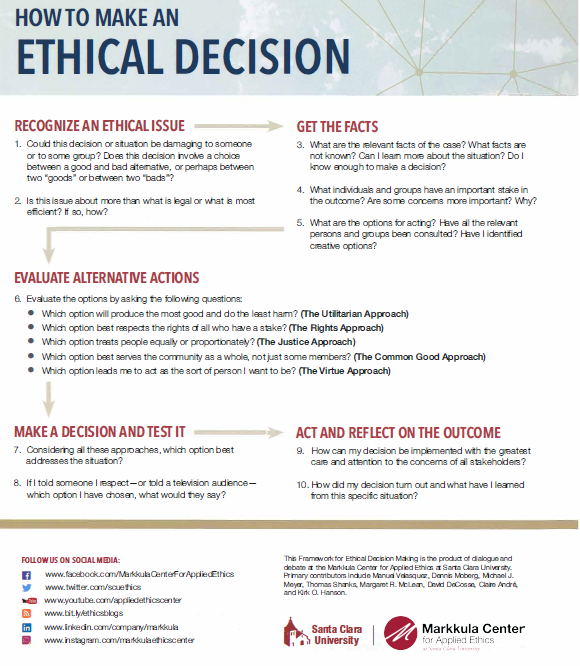 HOW TO MAKE AN
ETHICAL DECISION
RECOGNIZE AN ETHICAL ISSUE
1. Could this decision or situation be damaging to someone
or to some group? Does this decision involve a choice
between a good and bad alternative, or perhaps between
two “goods” or between two “bads”?
2. Is this issue about more than what is legal or what is most
efficient? If so, how?
GET THE FACTS
3. What are the relevant facts of the case? What facts are
not known? Can I learn more about the situation? Do I
know enough to make a decision?
4. What individuals and groups have an important stake in
the outcome? Are some concerns more important? Why?
5. What are the options for acting? Have all the relevant
persons and groups been consulted? Have I identified
creative options?
EVALUATE ALTERNATIVE ACTIONS
6. Evaluate the options by asking the following questions:
● Which option will produce the most good and do the least harm? (The Utilitarian Approach)
● Which option best respects the rights of all who have a stake? (The Rights Approach)
● Which option treats people equally or proportionately? (The Justice Approach)
● Which option best serves the community as a whole, not just some members? (The Common Good Approach)
● Which option leads me to act as the sort of person I want to be? (The Virtue Approach)
MAKE A DECISION AND TEST IT
7. Considering all these approaches, which option best
addresses the situation?
8. If I told someone I respect—or told a television audience—
which option I have chosen, what would they say?
ACT AND REFLECT ON THE OUTCOME
9. How can my decision be implemented with the greatest
care and attention to the concerns of all stakeholders?
10. How did my decision turn out and what have I learned
from this specific situation?
FOLLOW US ON SOCIAL MEDIA:
www.facebook.com/MarkkulaCenterForAppliedEthics
www.twitter.com/scuethics
www.youtube.com/appliedethicscenter
www.bit.ly/ethicsblogs
www.linkedin.com/company/markkula
www.instagram.com/markkulaethicscenter
This Framework for Ethical Decision Making is the product of dialogue and
debate at the Markkula Center for Applied Ethics at Santa Clara University.
Primary contributors include Manuel Velasquez, Dennis Moberg, Michael J.
Meyer, Thomas Shanks, Margaret R. McLean, David DeCosse, Claire André,
and Kirk O. Hanson.
Santa Clara
University
Markkula Center
for Applied Ethics
at Santa Clara University